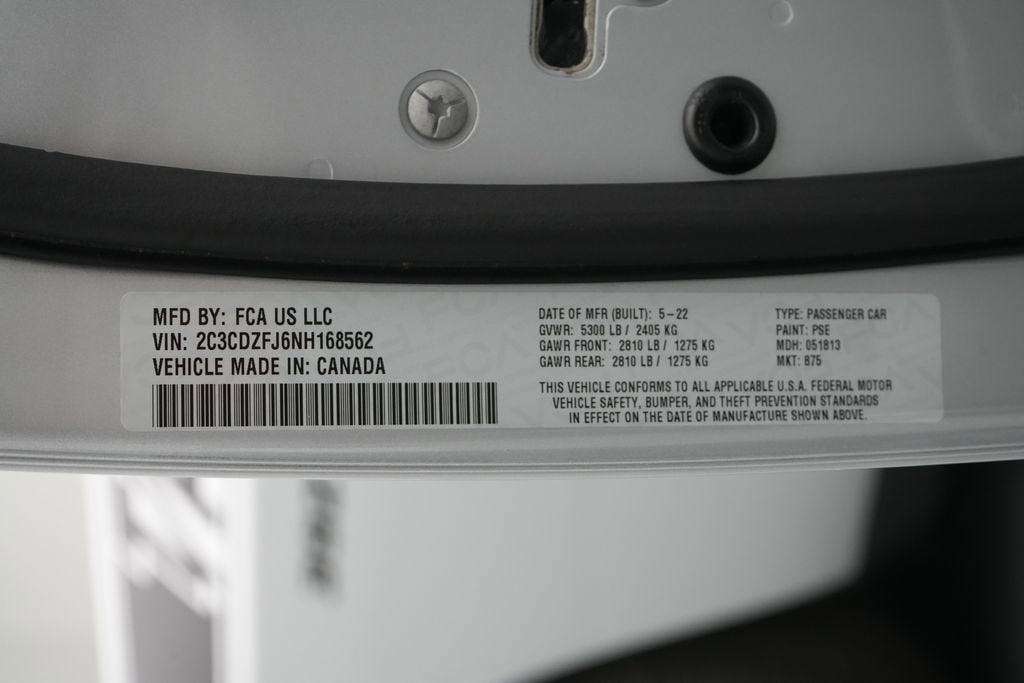 MFD BY: FCA US LLC
VIN: 2C3CDZFJ6NH168562
VEHICLE MADE IN: CANADA
DATE OF MFR (BUILT): 5-22
GVWR: 5300 LB / 2405 KG
GAWR FRONT: 2810 LB / 1275 KG
GAWR REAR: 2810 LB / 1275 KG
TYPE: PASSENGER CAR
PAINT: PSE
MDH: 051813
MKT: 875
THIS VEHICLE CONFORMS TO ALL APPLICABLE U.S.A. FEDERAL MOTOR
VEHICLE SAFETY, BUMPER, AND THEFT PREVENTION STANDARDS
IN EFFECT ON THE DATE OF MANUFACTURE SHOWN ABOVE.